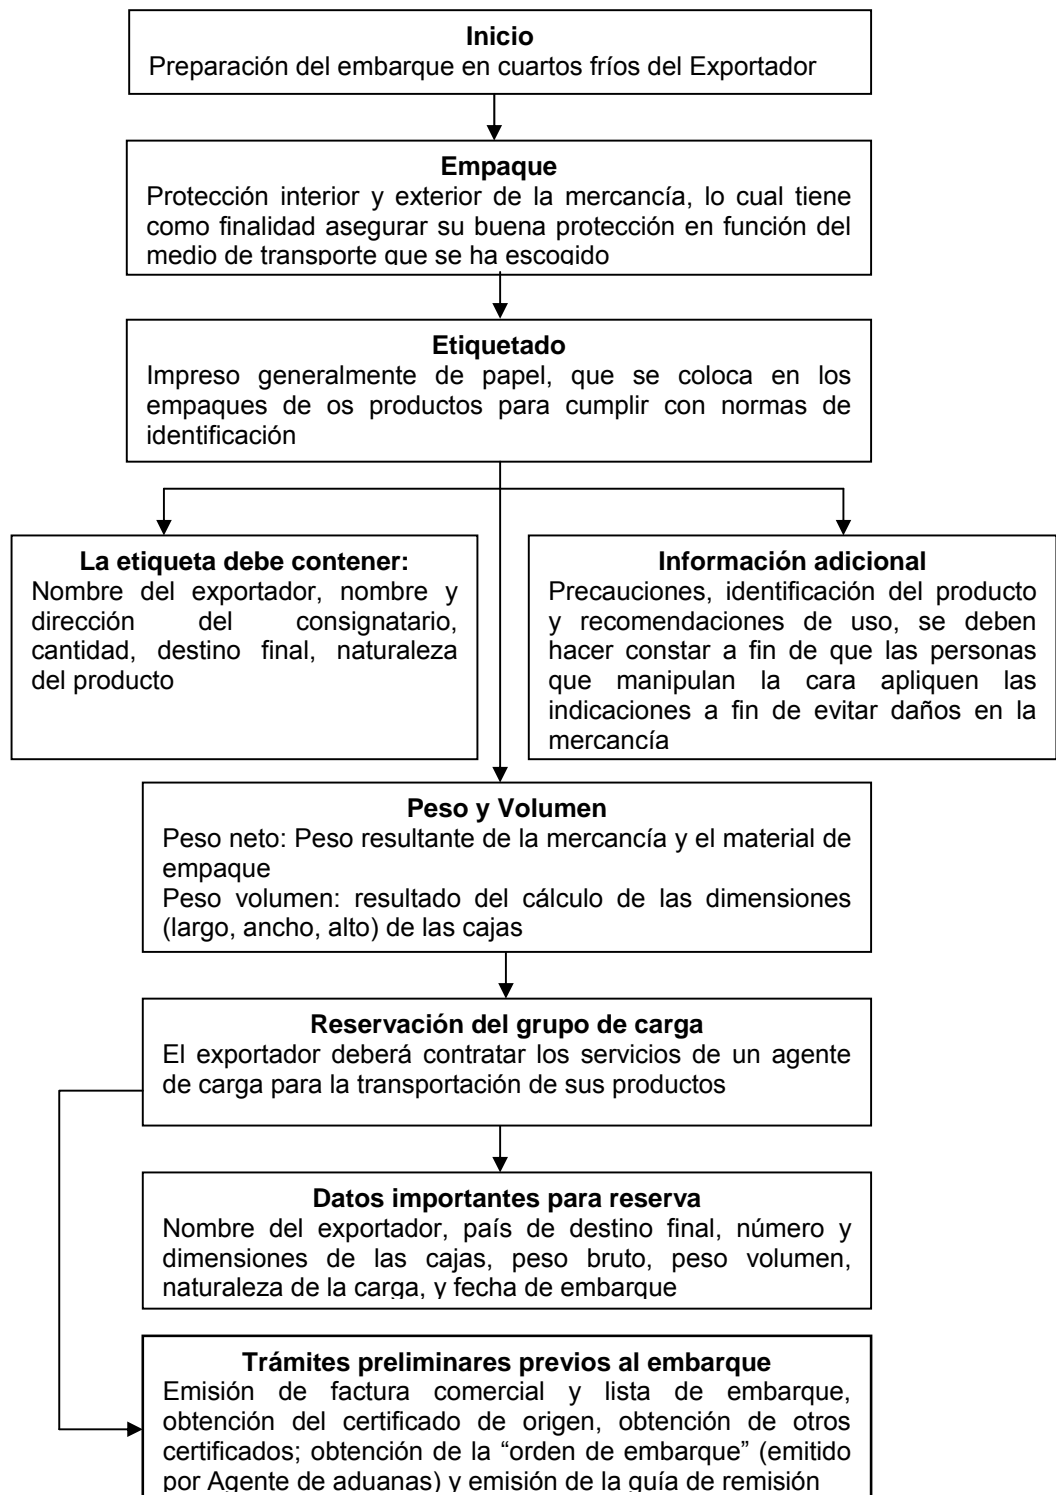 Inicio
Preparación del embarque en cuartos fríos del Exportador
Empaque
Protección interior y exterior de la mercancía, lo cual tiene
como finalidad asegurar su buena protección en función del
medio de transporte que se ha escogido
Etiquetado
Impreso generalmente de papel, que se coloca en los
empaques de os productos para cumplir con normas de
identificación
La etiqueta debe contener:
Nombre del exportador, nombre y
dirección del consignatario,
cantidad, destino final, naturaleza
del producto
Información adicional
Precauciones, identificación del producto
y recomendaciones de uso, se deben
hacer constar a fin de que las personas
que manipulan la cara apliquen las
indicaciones a fin de evitar daños en la
mercancía
Peso y Volumen
Peso neto: Peso resultante de la mercancía y el material de
empaque
Peso volumen: resultado del cálculo de las dimensiones
(largo, ancho, alto) de las cajas
Reservación del grupo de carga
El exportador deberá contratar los servicios de un agente
de carga para la transportación de sus productos
Datos importantes para reserva
Nombre del exportador, país de destino final, número y
dimensiones de las cajas, peso bruto, peso volumen,
naturaleza de la carga, y fecha de embarque
Trámites preliminares previos al embarque
Emisión de factura comercial y lista de embarque,
obtención del certificado de origen, obtención de otros
certificados; obtención de la “orden de embarque” (emitido
por Agente de aduanas) y emisión de la guía de remisión